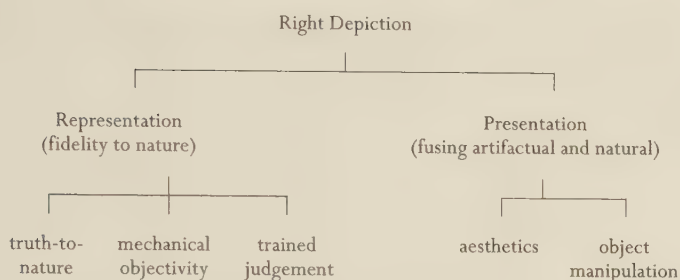 Right Depiction
Representation
(fidelity to nature)
Presentation
(fusing artifactual and natural)
truth-to-
nature
mechanical
objectivity
trained
judgement
aesthetics
object
manipulation